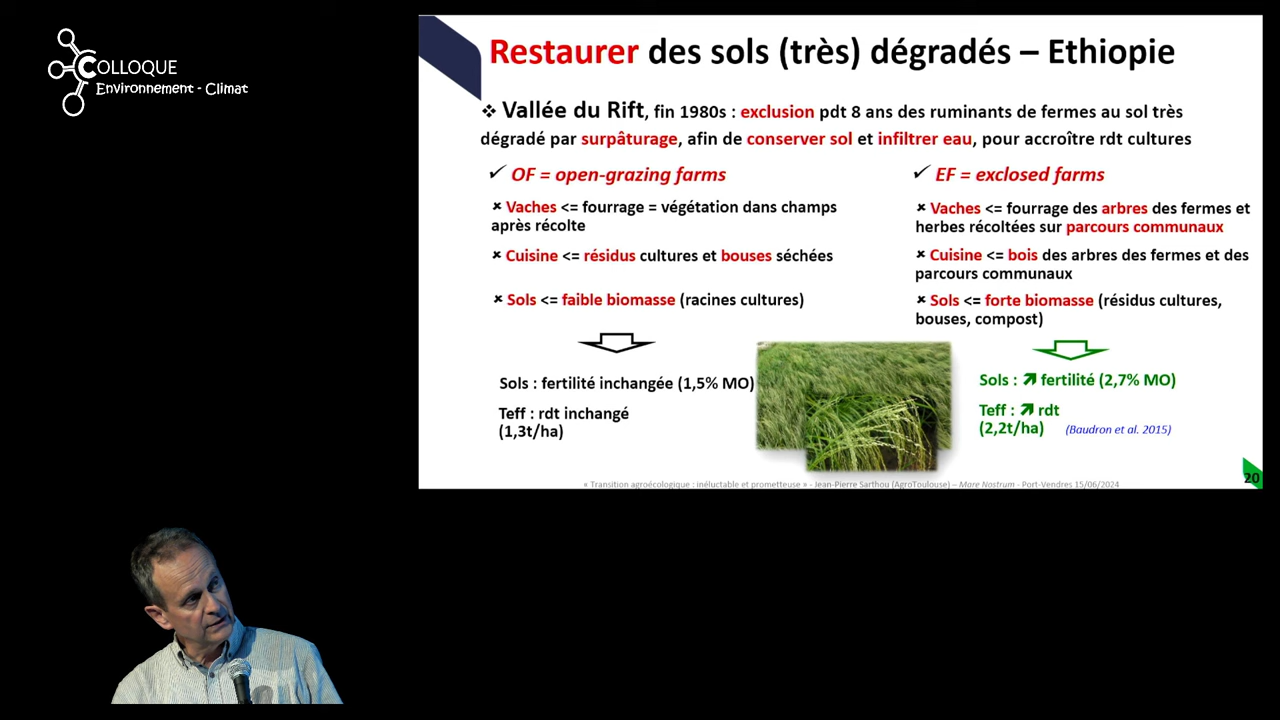 COLLOQUE
Environnement - Climat
Restaurer des sols (très) dégradés – Ethiopie
❖ Vallée du Rift, fin 1980s : exclusion pdt 8 ans des ruminants de fermes au sol très
dégradé par surpâturage, afin de conserver sol et infiltrer eau, pour accroître rdt cultures
✓ OF = open-grazing farms
× Vaches <= fourrage = végétation dans champs
après récolte
× Cuisine <= résidus cultures et bouses séchées
× Sols <= faible biomasse (racines cultures)
Sols : fertilité inchangée (1,5% MO)
Teff : rdt inchangé
(1,3t/ha)
✓ EF = exclosed farms
× Vaches <= fourrage des arbres des fermes et
herbes récoltées sur parcours communaux
× Cuisine <= bois des arbres des fermes et des
parcours communaux
× Sols <= forte biomasse (résidus cultures,
bouses, compost)
Sols : ↗ fertilité (2,7% MO)
Teff : ↗ rdt
(2,2t/ha) (Baudron et al. 2015)
« Transition agroécologique : inéluctable et prometteuse » - Jean-Pierre Sarthou (AgroToulouse) – Mare Nostrum - Port-Vendres 15/06/2024
20